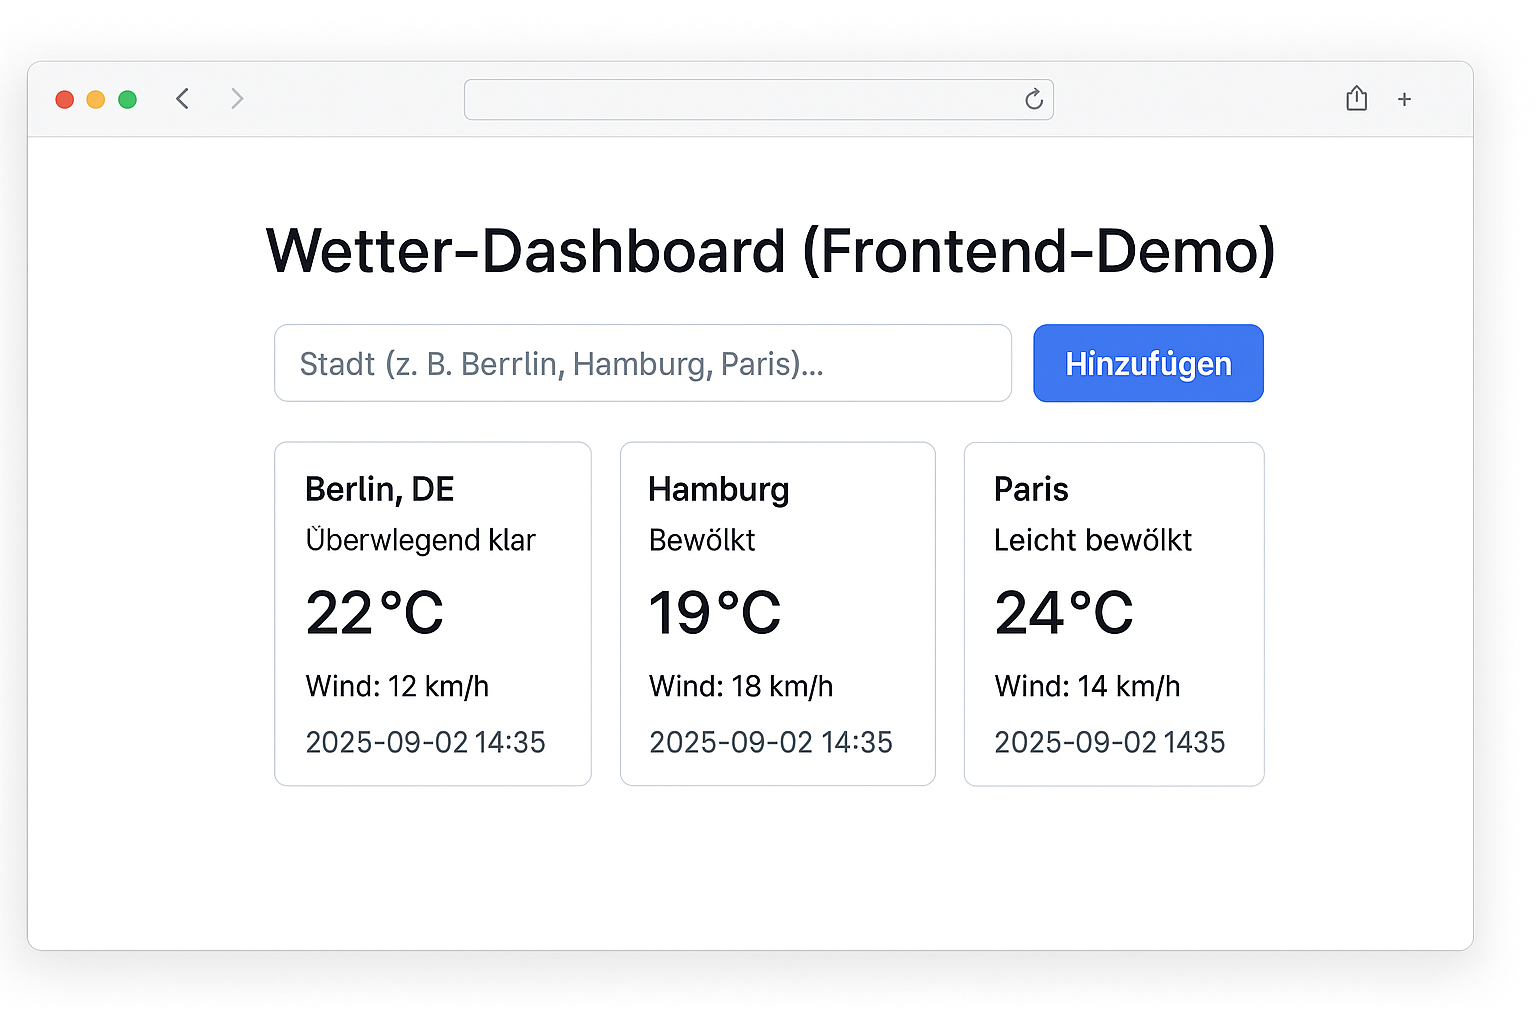 Wetter-Dashboard (Frontend-Demo)
Stadt (z. B. Berrlin, Hamburg, Paris)...
Hinzufügen
Berlin, DE
Überwlegend klar
22 °C
Wind: 12 km/h
2025-09-02 14:35
Hamburg
Bewölkt
19 °C
Wind: 18 km/h
2025-09-02 14:35
Paris
Leicht bewölkt
24 °C
Wind: 14 km/h
2025-09-02 1435